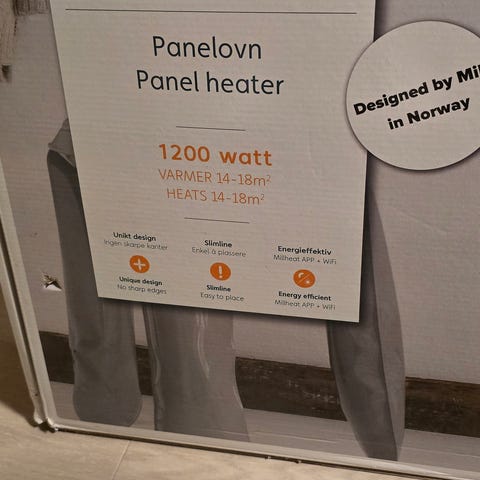 Panelovn
Panel heater
Designed by Mil
in Norway
1200 watt
VARMER 14-18m²
HEATS 14-18m²
Unikt design
Ingen skarpe kanter
Unique design
No sharp edges
Slimline
Enkel å plassere
Slimline
Easy to place
Energieffektiv
Millheat APP + WiFi
Energy efficient
Millheat APP + WiFi